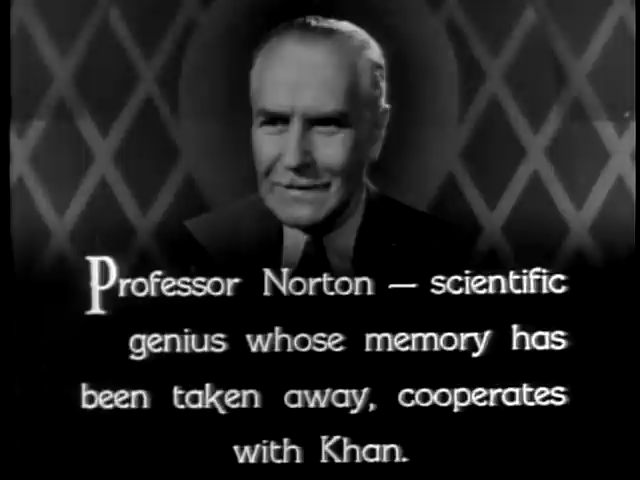 Professor Norton — scientific
genius whose memory has
been taken away, cooperates
with Khan.